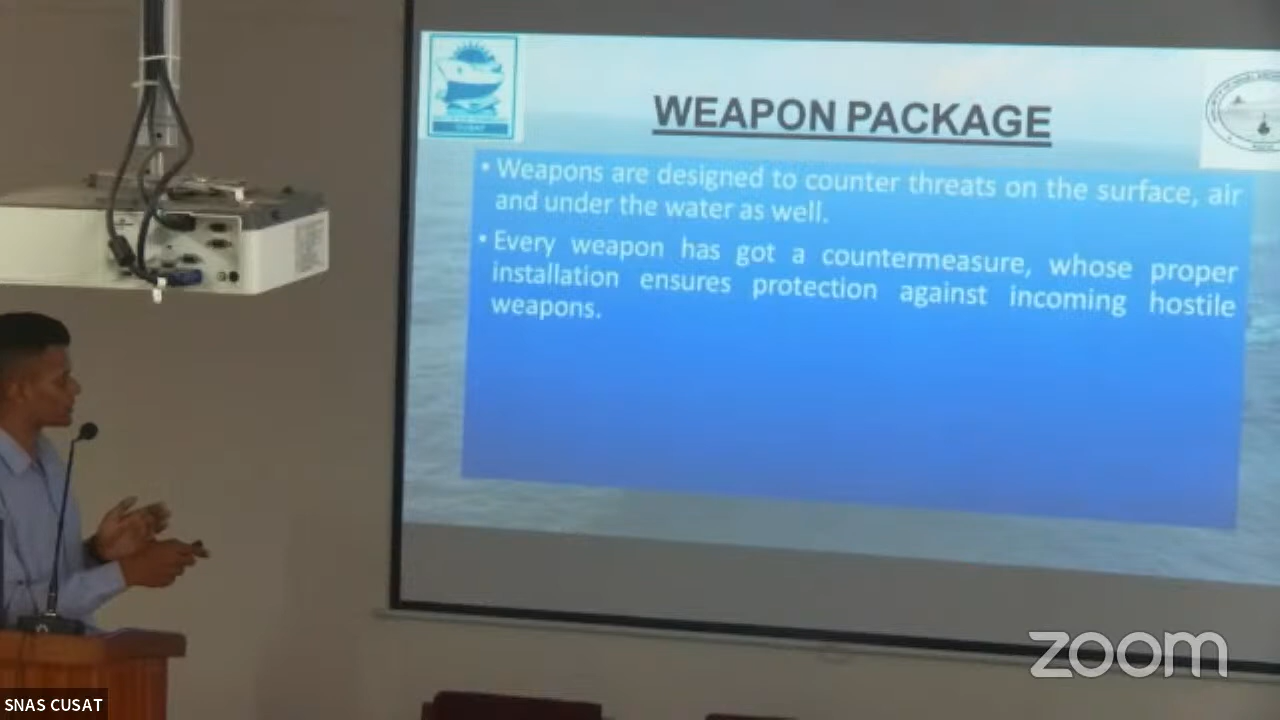 WEAPON PACKAGE
• Weapons are designed to counter threats on the surface, air
and under the water as well.
• Every weapon has got a countermeasure, whose proper
installation ensures protection against incoming hostile
weapons.
zoom
SNAS CUSAT